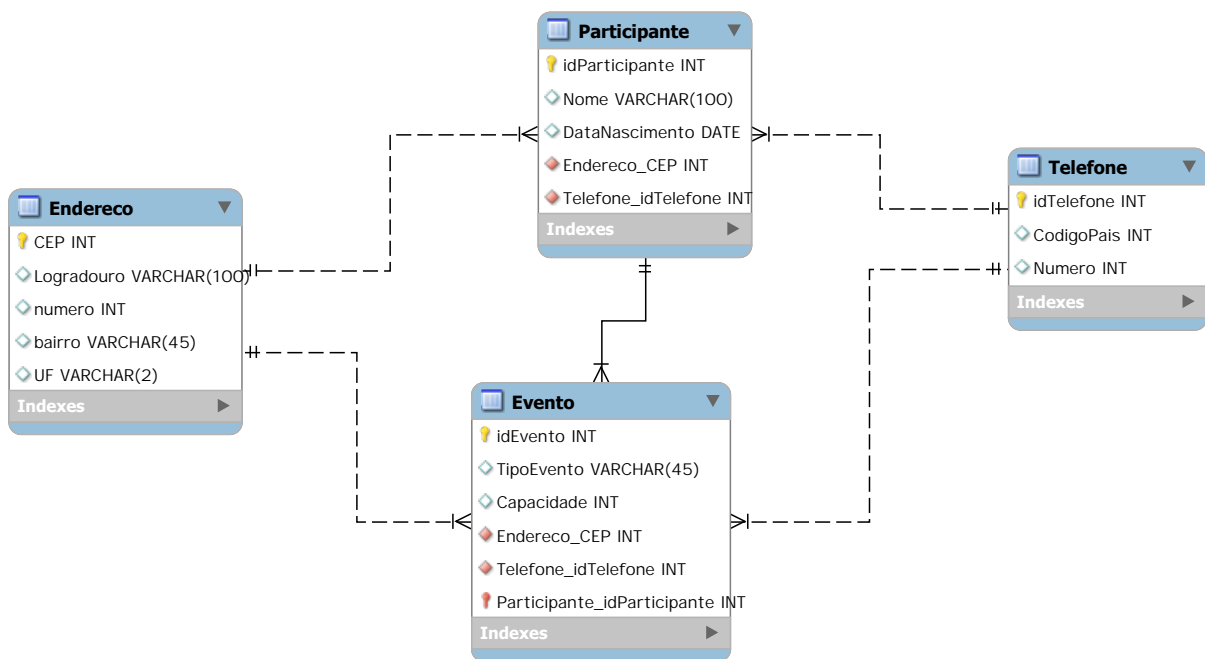 Participante
idParticipante INT
Nome VARCHAR(100)
DataNascimento DATE
Endereco_CEP INT
Telefone_idTelefone INT
Indexes
Endereco
CEP INT
Logradouro VARCHAR(100)
numero INT
bairro VARCHAR(45)
UF VARCHAR(2)
Indexes
Telefone
idTelefone INT
CodigoPais INT
Numero INT
Indexes
Evento
idEvento INT
TipoEvento VARCHAR(45)
Capacidade INT
Endereco_CEP INT
Telefone_idTelefone INT
Participante_idParticipante INT
Indexes